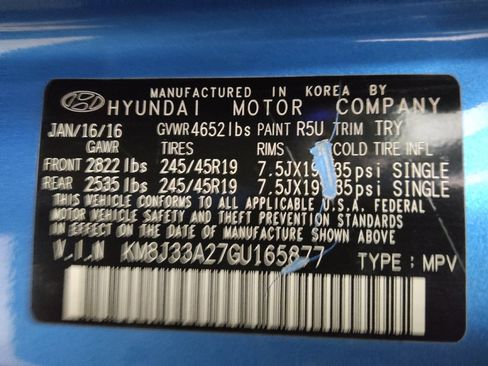 MANUFACTURED IN KOREA BY
HYUNDAI MOTOR COMPANY
JAN/16/16 GVWR 4652 lbs PAINT R5U TRIM TRY
GAWR TIRES RIMS COLD TIRE INFL
FRONT 2822 lbs 245/45R19 7.5JX19 35psi SINGLE
REAR 2535 lbs 245/45R19 7.5JX19 35psi SINGLE
THIS VEHICLE CONFORMS TO ALL APPLICABLE U.S.A. FEDERAL
MOTOR VEHICLE SAFETY AND THEFT PREVENTION STANDARDS
IN EFFECT ON THE DATE OF MANUFACTURE SHOWN ABOVE.
V.I.N KM8J33A27GU165877 TYPE : MPV